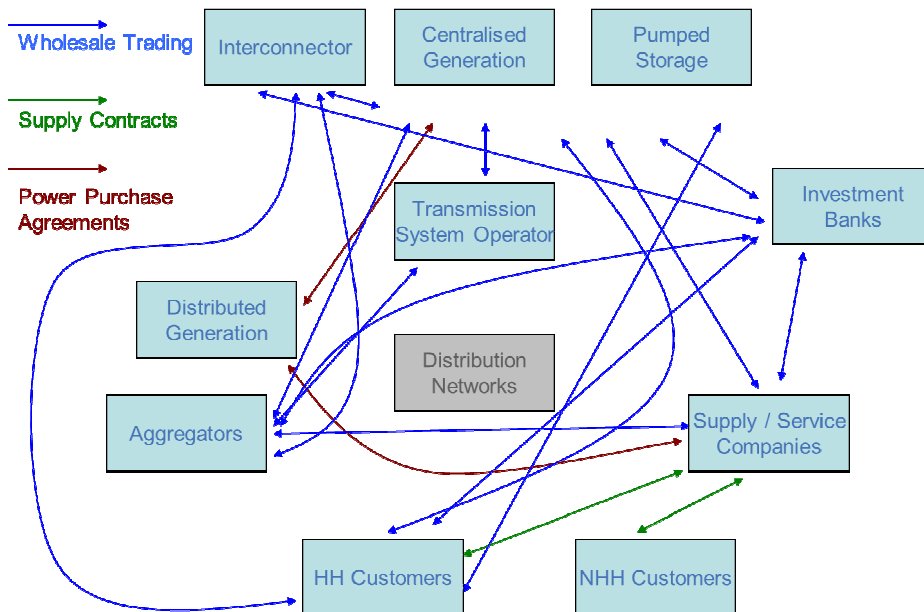 Wholesale Trading
Supply Contracts
Power Purchase
Agreements
Interconnector
Centralised
Generation
Pumped
Storage
Transmission
System Operator
Investment
Banks
Distributed
Generation
Distribution
Networks
Aggregators
Supply / Service
Companies
HH Customers
NHH Customers